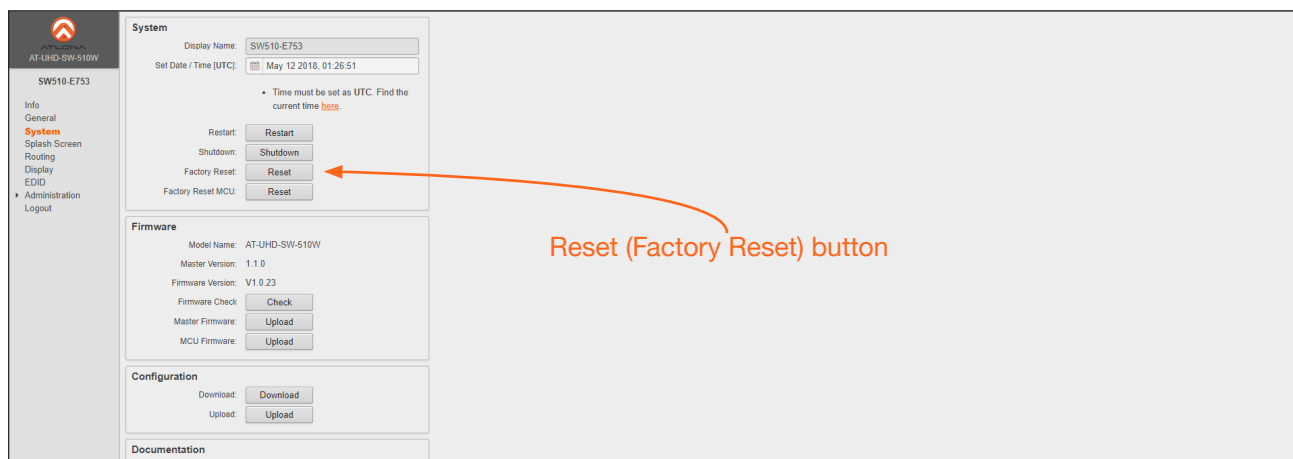 ATLONA
AT-UHD-SW-510W
SW510-E753
Info
General
System
Splash Screen
Routing
Display
EDID
Administration
Logout
System
Display Name: SW510-E753
Set Date / Time [UTC]: May 12 2018, 01:26:51
• Time must be set as UTC. Find the
current time here.
Restart: Restart
Shutdown: Shutdown
Factory Reset: Reset
Factory Reset MCU: Reset
Reset (Factory Reset) button
Firmware
Model Name: AT-UHD-SW-510W
Master Version: 1.1.0
Firmware Version: V1.0.23
Firmware Check Check
Master Firmware: Upload
MCU Firmware: Upload
Configuration
Download: Download
Upload: Upload
Documentation